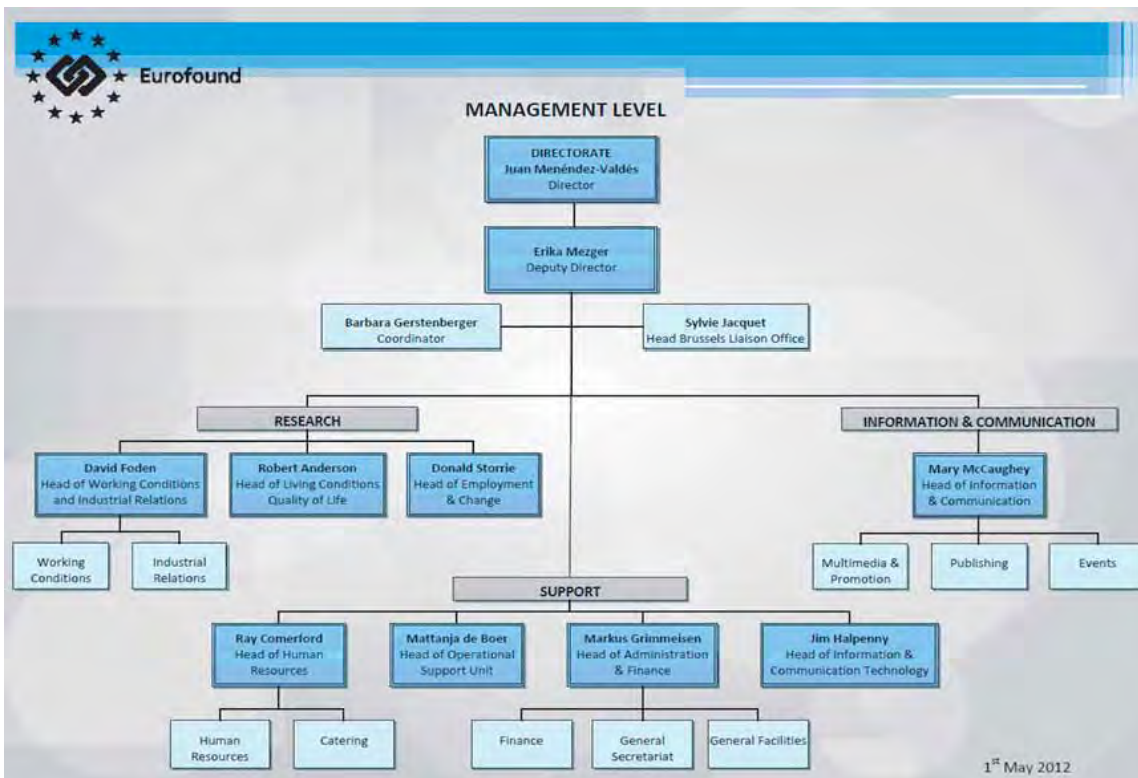 Eurofound
MANAGEMENT LEVEL
DIRECTORATE
Juan Menéndez-Valdés
Director
Erika Mezger
Deputy Director
Barbara Gerstenberger
Coordinator
Sylvie Jacquet
Head Brussels Liaison Office
RESEARCH
INFORMATION & COMMUNICATION
David Foden
Head of Working Conditions
and Industrial Relations
Robert Anderson
Head of Living Conditions
Quality of Life
Donald Storrie
Head of Employment
& Change
Mary McCaughey
Head of Information
& Communication
Working
Conditions
Industrial
Relations
Multimedia &
Promotion
Publishing
Events
SUPPORT
Ray Comerford
Head of Human
Resources
Mattanja de Boer
Head of Operational
Support Unit
Markus Grimmeisen
Head of Administration
& Finance
Jim Halpenny
Head of Information &
Communication Technology
Human
Resources
Catering
Finance
General
Secretariat
General Facilities
1st May 2012